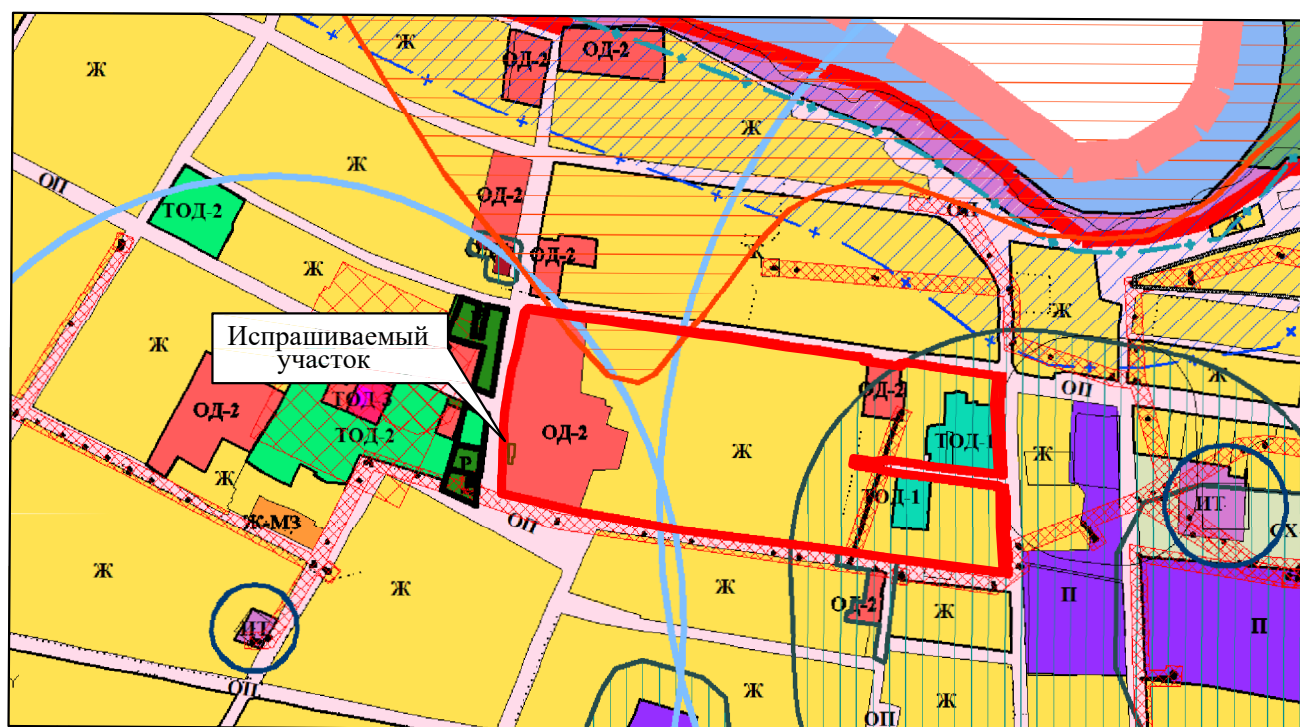 Ж
ОД-2
ОД-2
Ж
Ж
Ж
ОП
ОД-2
ТОД-2
ОП
Ж
ОД-2
Ж
Испрашиваемый
участок
Ж
Ж
ОП
Ж
ТОД-3
ОД-2
ОД-2
ТОД-2
ОД-2
Ж
ТОД-1
Ж
Р
Ж
ТОД-1
ИТ
СХ
Ж-МЗ
ОП
Ж
Ж
П
ОД-2
Ж
П
ИТ
ОП
Ж
Ж
ОП